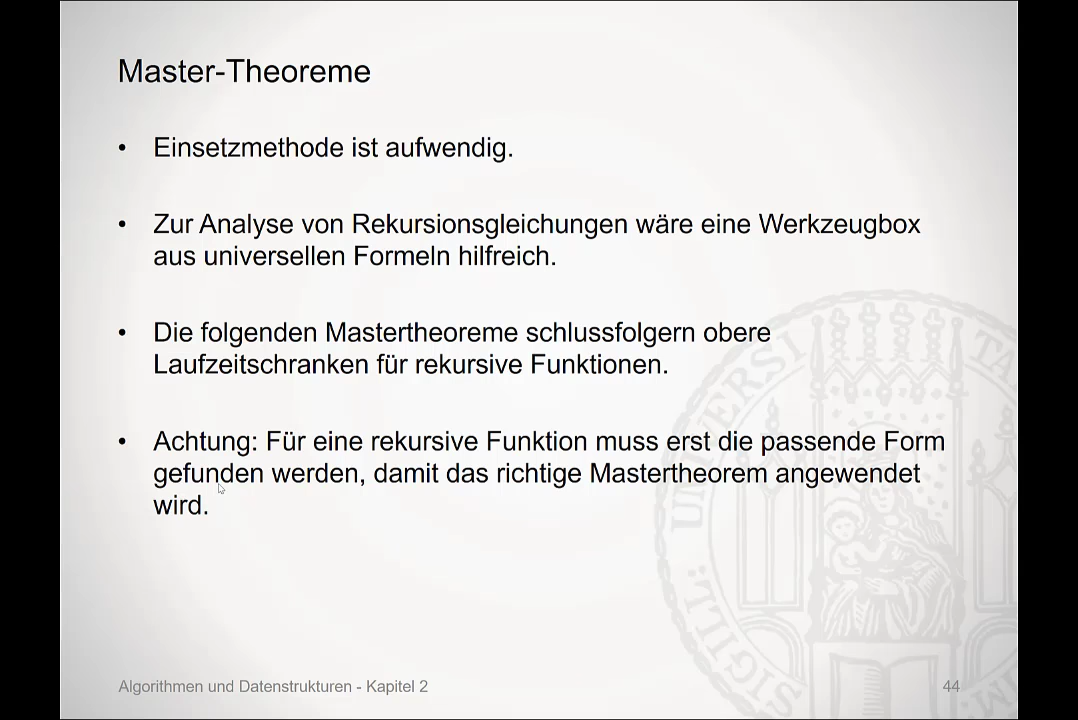 Master-Theoreme
• Einsetzmethode ist aufwendig.
• Zur Analyse von Rekursionsgleichungen wäre eine Werkzeugbox
aus universellen Formeln hilfreich.
• Die folgenden Mastertheoreme schlussfolgern obere
Laufzeitschranken für rekursive Funktionen.
• Achtung: Für eine rekursive Funktion muss erst die passende Form
gefunden werden, damit das richtige Mastertheorem angewendet
wird.
Algorithmen und Datenstrukturen - Kapitel 2
44